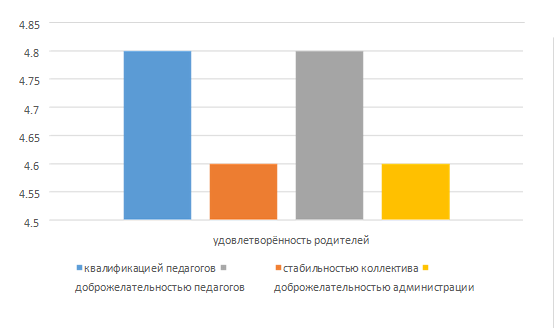 4.85
4.8
4.75
4.7
4.65
4.6
4.55
4.5
удовлетворённость родителей
квалификацией педагогов
стабильностью коллектива
доброжелательностью педагогов
доброжелательностью администрации